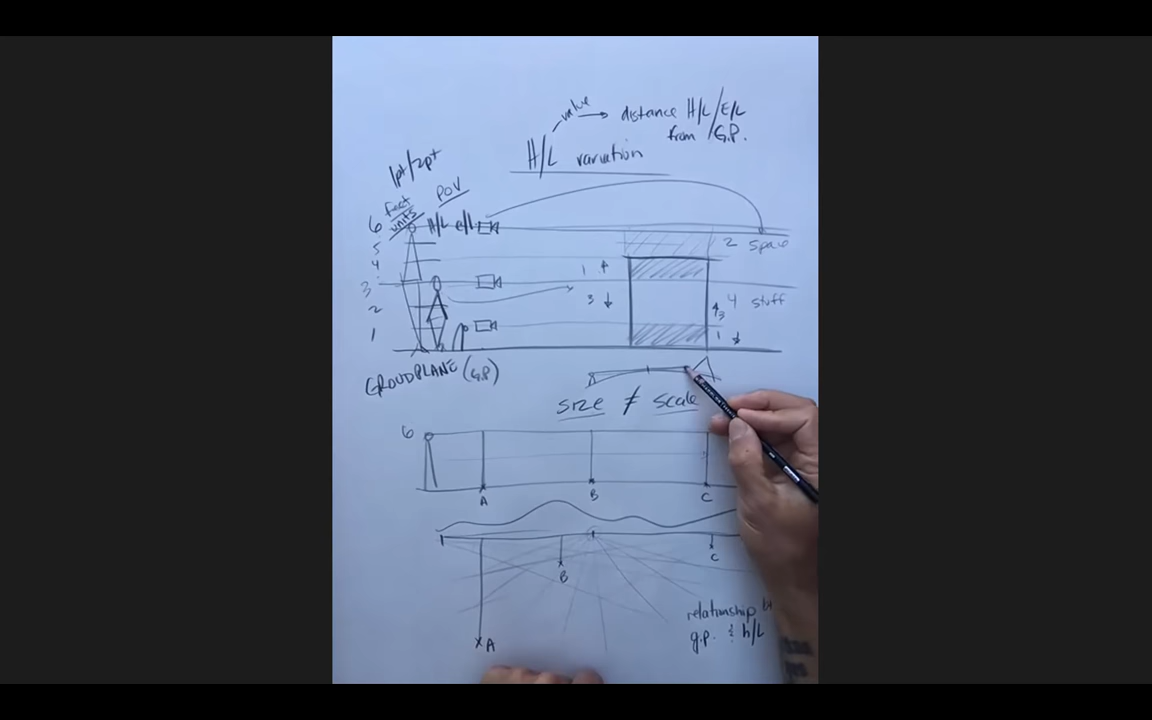 value
distance H/L/E/L
from G.P.
H/L variation
1pt/2pt
feet
units
POV
H/L E/L
6
5
4
3
2
1
2 Space
1
3
4 stuff
3
1
GROUDPLANE (G.P)
size ≠ scale
6
A
B
C
A
B
C
relationship
g.p. & h/L